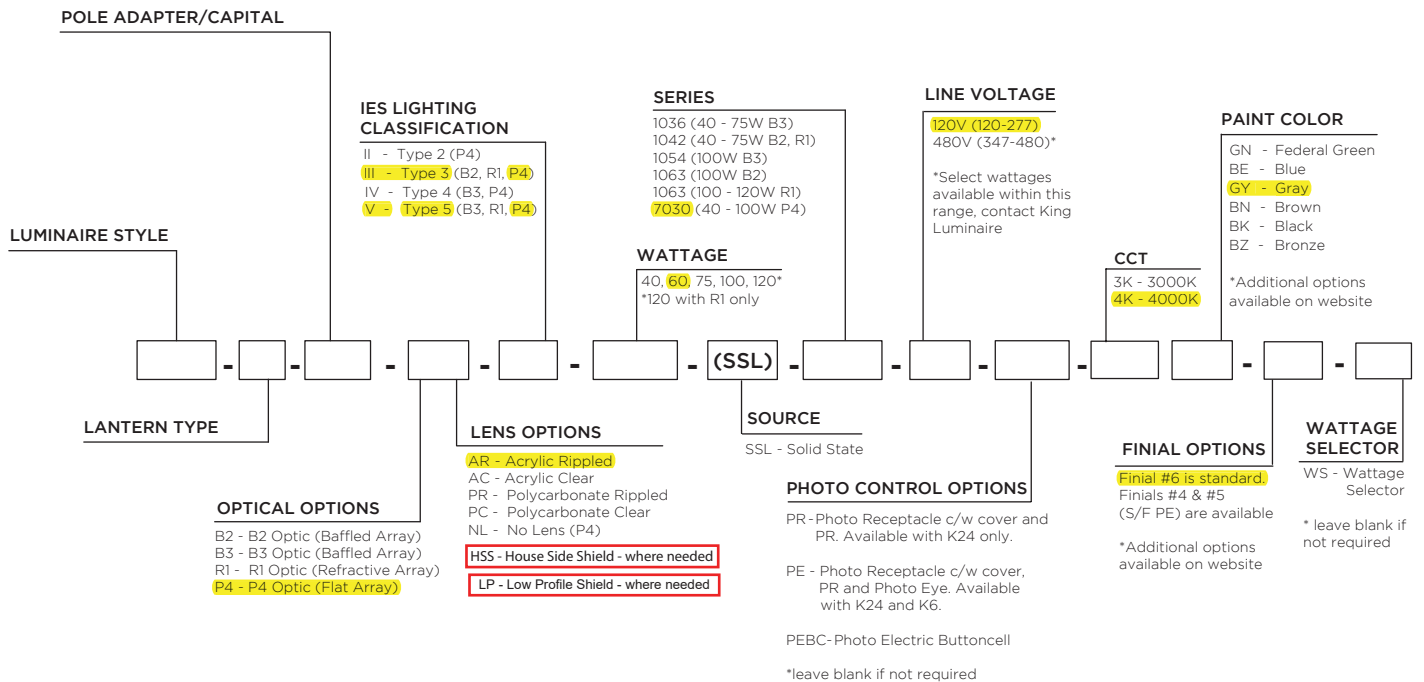 POLE ADAPTER/CAPITAL
IES LIGHTING
CLASSIFICATION
II - Type 2 (P4)
III - Type 3 (B2, R1, P4)
IV - Type 4 (B3, P4)
V - Type 5 (B3, R1, P4)
SERIES
1036 (40 - 75W B3)
1042 (40 - 75W B2, R1)
1054 (100W B3)
1063 (100W B2)
1063 (100 - 120W R1)
7030 (40 - 100W P4)
LINE VOLTAGE
120V (120-277)
480V (347-480)*
*Select wattages
available within this
range, contact King
Luminaire
PAINT COLOR
GN - Federal Green
BE - Blue
GY - Gray
BN - Brown
BK - Black
BZ - Bronze
*Additional options
available on website
LUMINAIRE STYLE
WATTAGE
40, 60, 75, 100, 120*
*120 with R1 only
CCT
3K - 3000K
4K - 4000K
- - - - - - (SSL) - - - - - -
LANTERN TYPE
OPTICAL OPTIONS
B2 - B2 Optic (Baffled Array)
B3 - B3 Optic (Baffled Array)
R1 - R1 Optic (Refractive Array)
P4 - P4 Optic (Flat Array)
LENS OPTIONS
AR - Acrylic Rippled
AC - Acrylic Clear
PR - Polycarbonate Rippled
PC - Polycarbonate Clear
NL - No Lens (P4)
HSS - House Side Shield - where needed
LP - Low Profile Shield - where needed
SOURCE
SSL - Solid State
PHOTO CONTROL OPTIONS
PR-Photo Receptacle c/w cover and
PR. Available with K24 only.
PE - Photo Receptacle c/w cover,
PR and Photo Eye. Available
with K24 and K6.
PEBC-Photo Electric Buttoncell
*leave blank if not required
FINIAL OPTIONS
Finial #6 is standard.
Finials #4 & #5
(S/F PE) are available
*Additional options
available on website
WATTAGE
SELECTOR
WS - Wattage
Selector
* leave blank if
not required